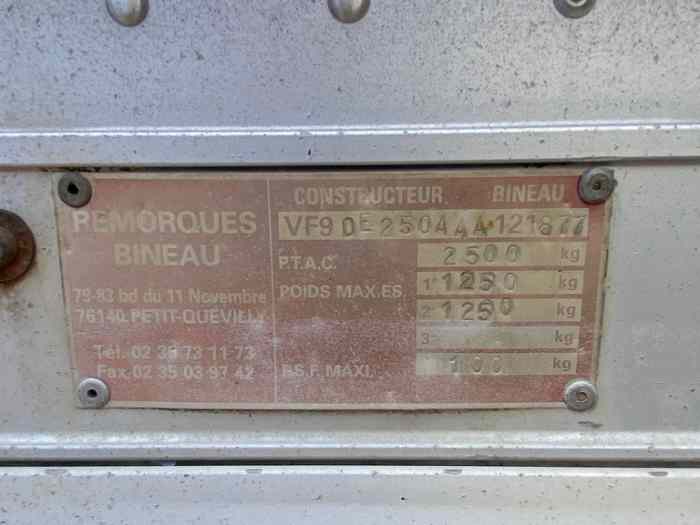 REMORQUES
BINEAU
79-83 bd du 11 Novembre
76140 PETIT-QUEVILLY
Tél. 02 35 73 11 73
Fax. 02 35 03 97 42
CONSTRUCTEUR BINEAU
VF9DE250AAA121877
P.T.A.C. 2500 kg
POIDS MAX.ES. 1- 1250 kg
2- 1250 kg
3- kg
P.S.F. MAXI. 100 kg